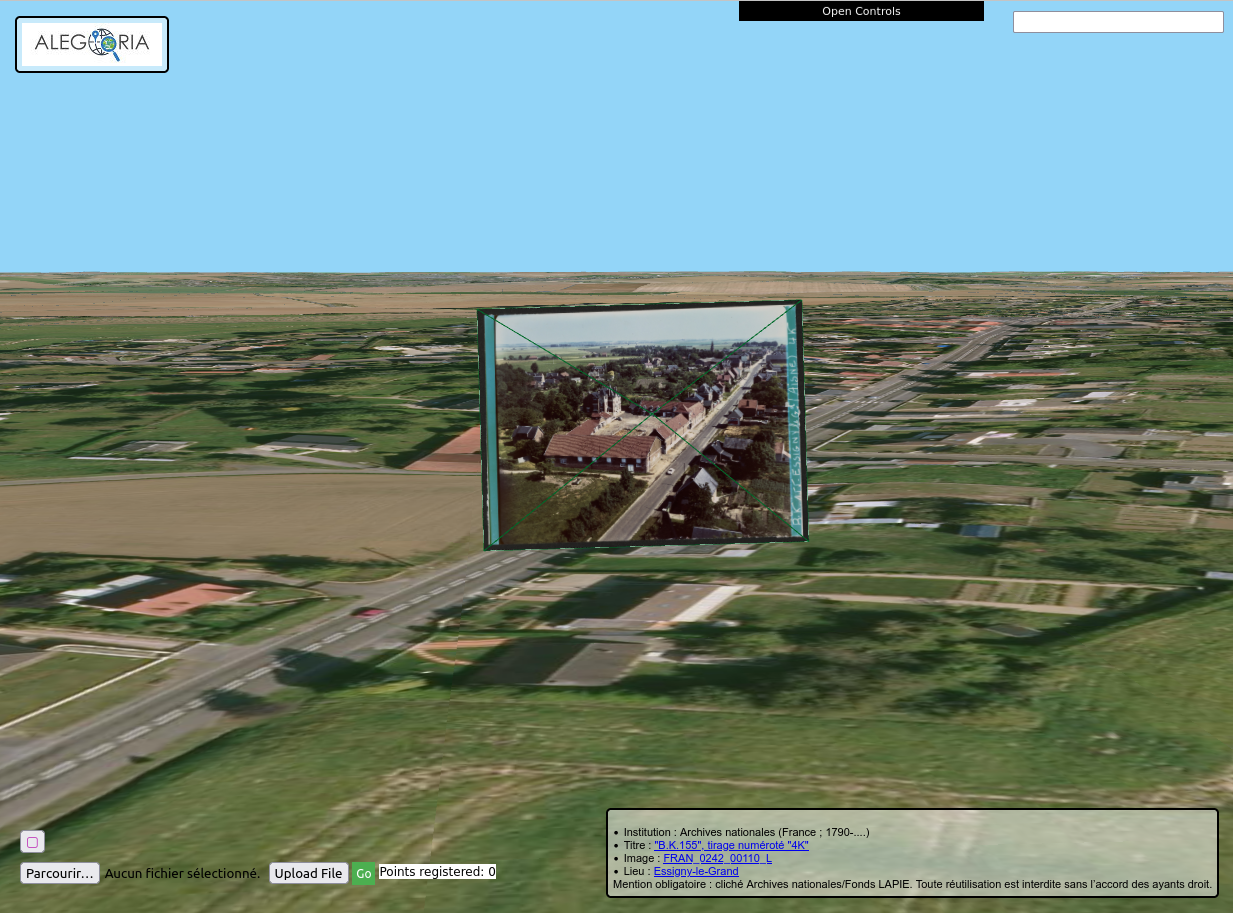 Open Controls
ALEGORIA
Parcourir... Aucun fichier sélectionné. Upload File Go Points registered: 0
• Institution : Archives nationales (France ; 1790-....)
• Titre : "B.K.155", tirage numéroté "4K"
• Image : FRAN_0242_00110_L
• Lieu : Essigny-le-Grand
Mention obligatoire : cliché Archives nationales/Fonds LAPIE. Toute réutilisation est interdite sans l'accord des ayants droit.